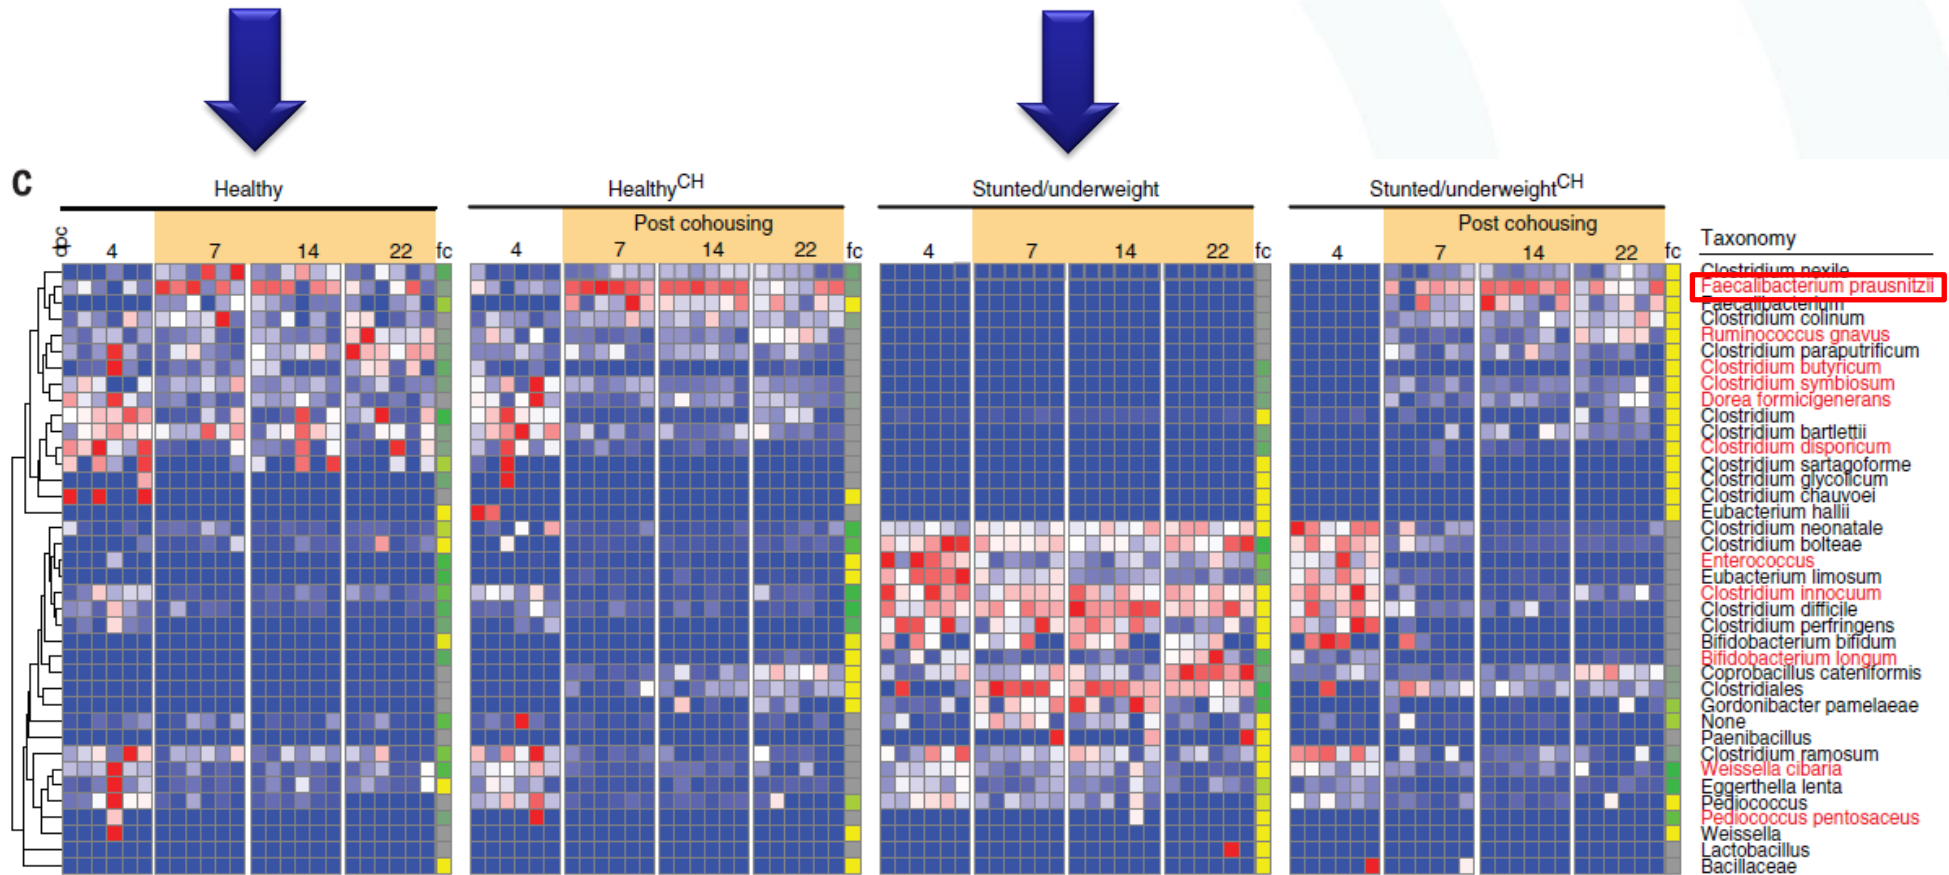 C
Healthy
Healthy^CH
Stunted/underweight
Stunted/underweight^CH
Post cohousing
Post cohousing
dpc
4 7 14 22 fc
4 7 14 22 fc
4 7 14 22 fc
4 7 14 22 fc
Taxonomy
Clostridium nexile
Faecalibacterium prausnitzii
Faecalibacterium
Clostridium colinum
Ruminococcus gnavus
Clostridium paraputrificum
Clostridium butyricum
Clostridium symbiosum
Dorea formicigenerans
Clostridium
Clostridium bartlettii
Clostridium disporicum
Clostridium sartagoforme
Clostridium glycolicum
Clostridium chauvoei
Eubacterium hallii
Clostridium neonatale
Clostridium bolteae
Enterococcus
Eubacterium limosum
Clostridium innocuum
Clostridium difficile
Clostridium perfringens
Bifidobacterium bifidum
Bifidobacterium longum
Coprobacillus cateniformis
Clostridiales
Gordonibacter pamelaeae
None
Paenibacillus
Clostridium ramosum
Weissella cibaria
Eggerthella lenta
Pediococcus
Pediococcus pentosaceus
Weissella
Lactobacillus
Bacillaceae